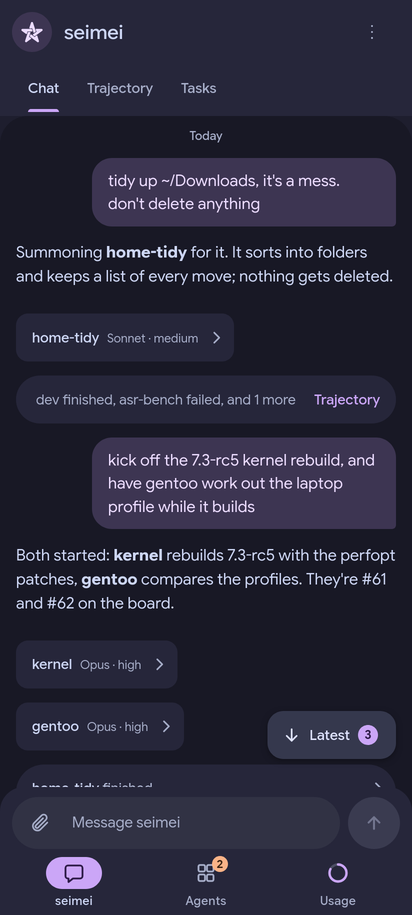 seimei
Chat
Trajectory
Tasks
Today
tidy up ~/Downloads, it's a mess.
don't delete anything
Summoning home-tidy for it. It sorts into folders
and keeps a list of every move; nothing gets deleted.
home-tidy Sonnet · medium
dev finished, asr-bench failed, and 1 more Trajectory
kick off the 7.3-rc5 kernel rebuild, and
have gentoo work out the laptop
profile while it builds
Both started: kernel rebuilds 7.3-rc5 with the perfopt
patches, gentoo compares the profiles. They're #61
and #62 on the board.
kernel Opus · high
gentoo Opus · high
Latest 3
home-tidy finished
Message seimei
2
seimei
Agents
Usage